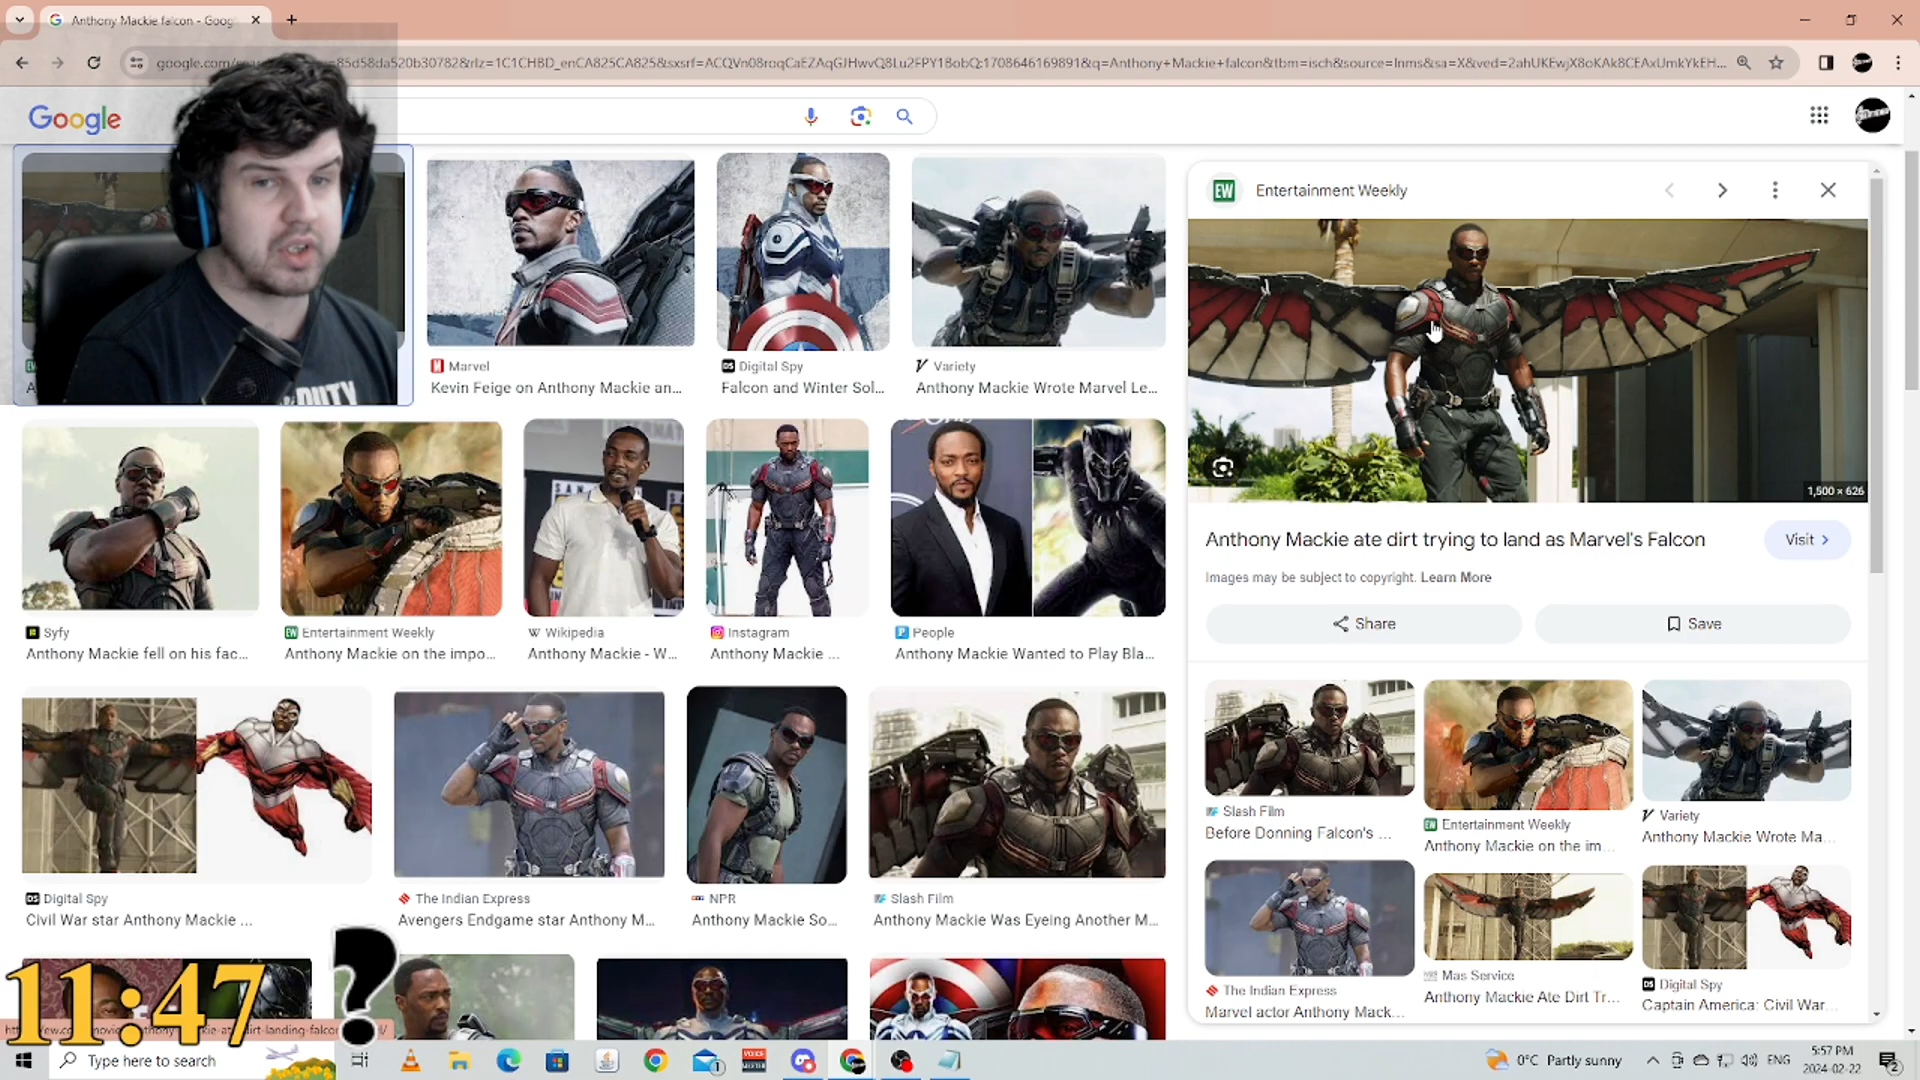 Anthony Mackie falcon - Goog
Google
Entertainment Weekly
Marvel
Kevin Feige on Anthony Mackie an...
Digital Spy
Falcon and Winter Sol...
Variety
Anthony Mackie Wrote Marvel Le...
1,500 × 626
Anthony Mackie ate dirt trying to land as Marvel's Falcon
Visit
Images may be subject to copyright. Learn More
Share
Save
Syfy
Anthony Mackie fell on his fac...
Entertainment Weekly
Anthony Mackie on the impo...
Wikipedia
Anthony Mackie - W...
Instagram
Anthony Mackie ...
People
Anthony Mackie Wanted to Play Bla...
Slash Film
Before Donning Falcon's ...
Entertainment Weekly
Anthony Mackie on the im...
Variety
Anthony Mackie Wrote Ma...
Digital Spy
Civil War star Anthony Mackie ...
The Indian Express
Avengers Endgame star Anthony M...
NPR
Anthony Mackie So...
Slash Film
Anthony Mackie Was Eyeing Another M...
The Indian Express
Marvel actor Anthony Mack...
Mas Service
Anthony Mackie Ate Dirt Tr...
Digital Spy
Captain America: Civil War...
11:47
?
Type here to search
0°C Partly sunny
ENG
5:57 PM
2024-02-22